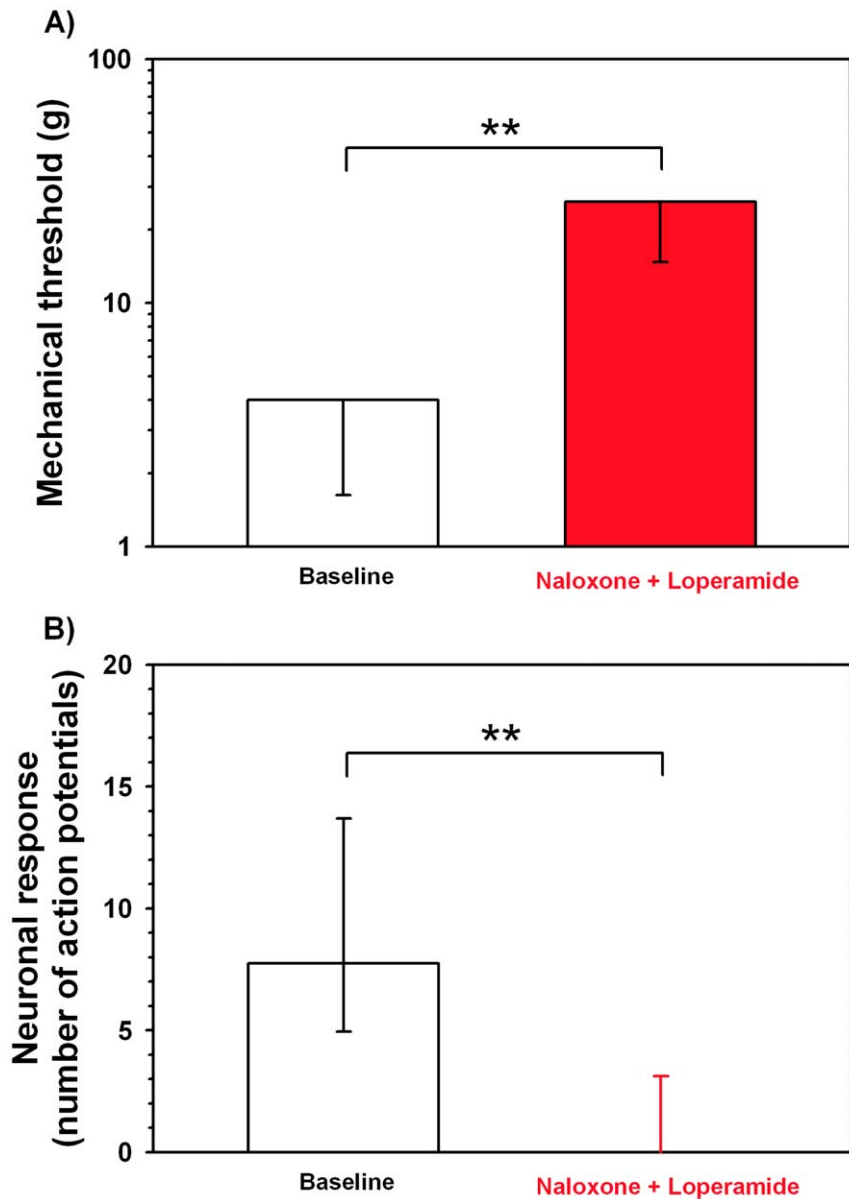 A)
Mechanical threshold (g)
100
10
1
**
Baseline
Naloxone + Loperamide
B)
Neuronal response
(number of action potentials)
20
15
10
5
0
**
Baseline
Naloxone + Loperamide